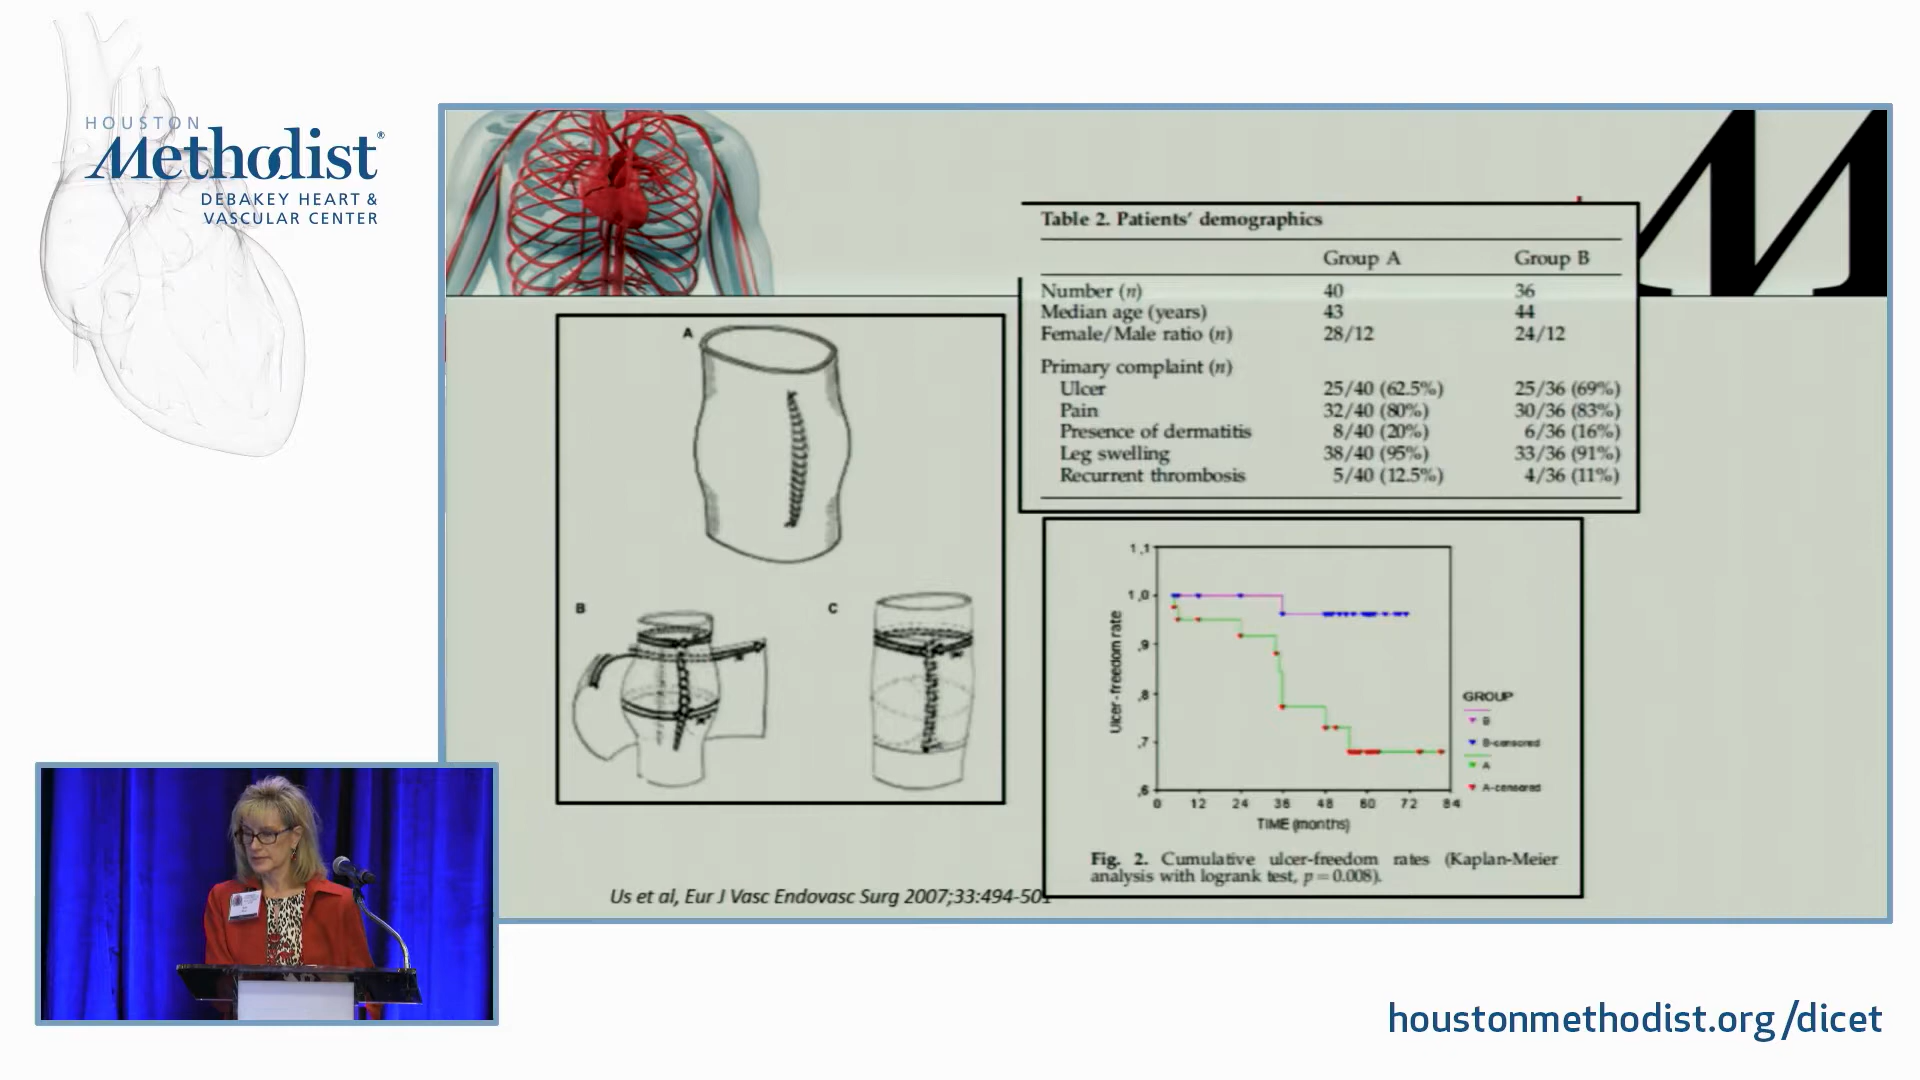 HOUSTON
Methodist®
DEBAKEY HEART &
VASCULAR CENTER
M
Table 2. Patients' demographics
Group A Group B
Number (n) 40 36
Median age (years) 43 44
Female/Male ratio (n) 28/12 24/12
Primary complaint (n)
Ulcer 25/40 (62.5%) 25/36 (69%)
Pain 32/40 (80%) 30/36 (83%)
Presence of dermatitis 8/40 (20%) 6/36 (16%)
Leg swelling 38/40 (95%) 33/36 (91%)
Recurrent thrombosis 5/40 (12.5%) 4/36 (11%)
A
B
C
1,1
1,0
,9
,8
,7
,6
Ulcer-freedom rate
0 12 24 36 48 60 72 84
TIME (months)
GROUP
B
B-censored
A
A-censored
Fig. 2. Cumulative ulcer-freedom rates (Kaplan-Meier
analysis with logrank test, p = 0.008).
Us et al, Eur J Vasc Endovasc Surg 2007;33:494-501
houstonmethodist.org/dicet